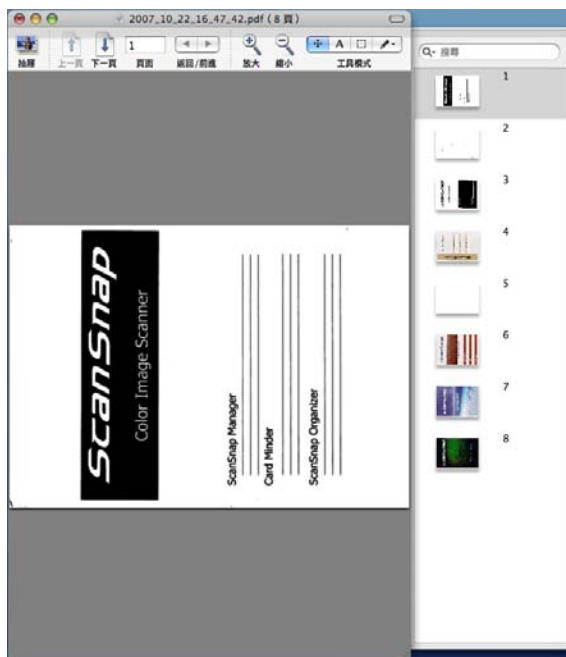 2007_10_22_16_47_42.pdf ( 8 頁 )
1
抽屜
上一頁
下一頁
頁面
返回/前進
放大
縮小
A
工具模式
ScanSnap
Color Image Scanner
ScanSnap Manager
Card Minder
ScanSnap Organizer
搜尋
1
2
3
4
5
6
7
8